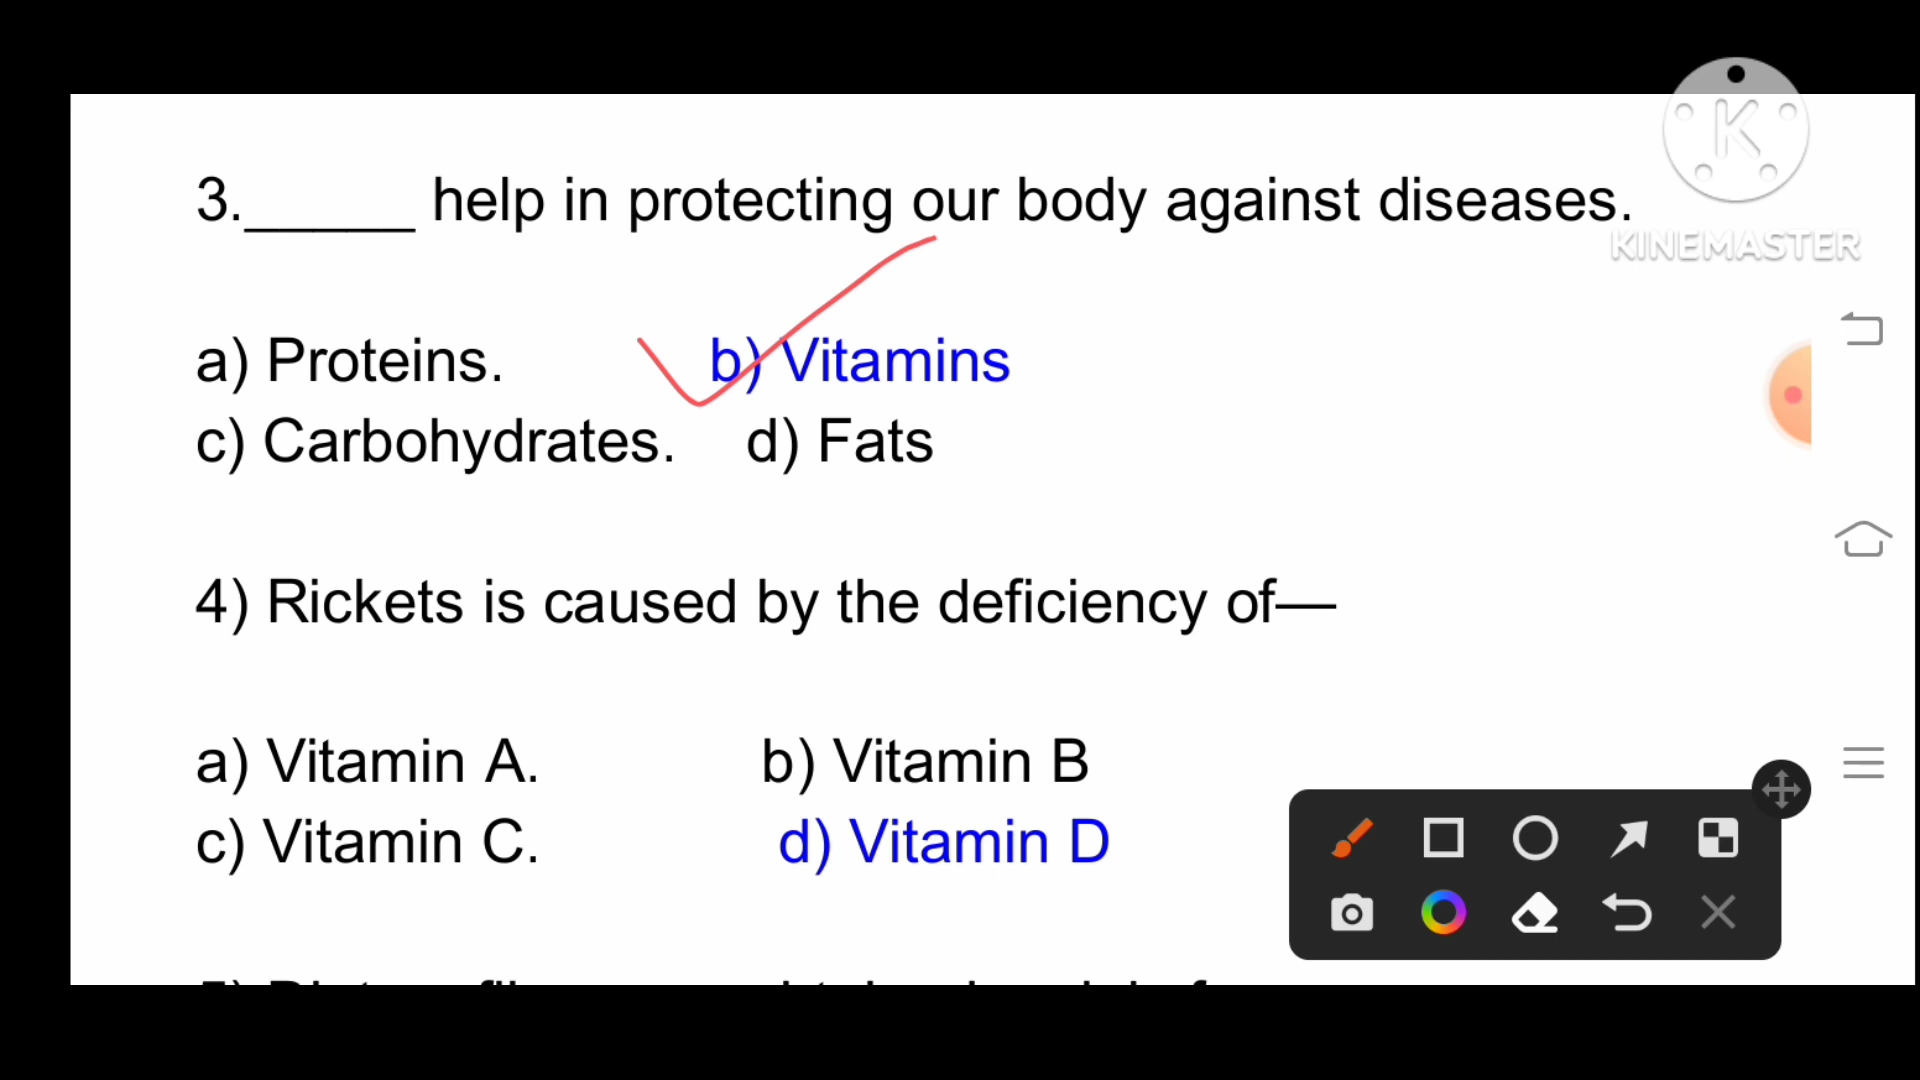 3._____ help in protecting our body against diseases.
KINEMASTER
a) Proteins. b) Vitamins
c) Carbohydrates. d) Fats
4) Rickets is caused by the deficiency of—
a) Vitamin A. b) Vitamin B
c) Vitamin C. d) Vitamin D